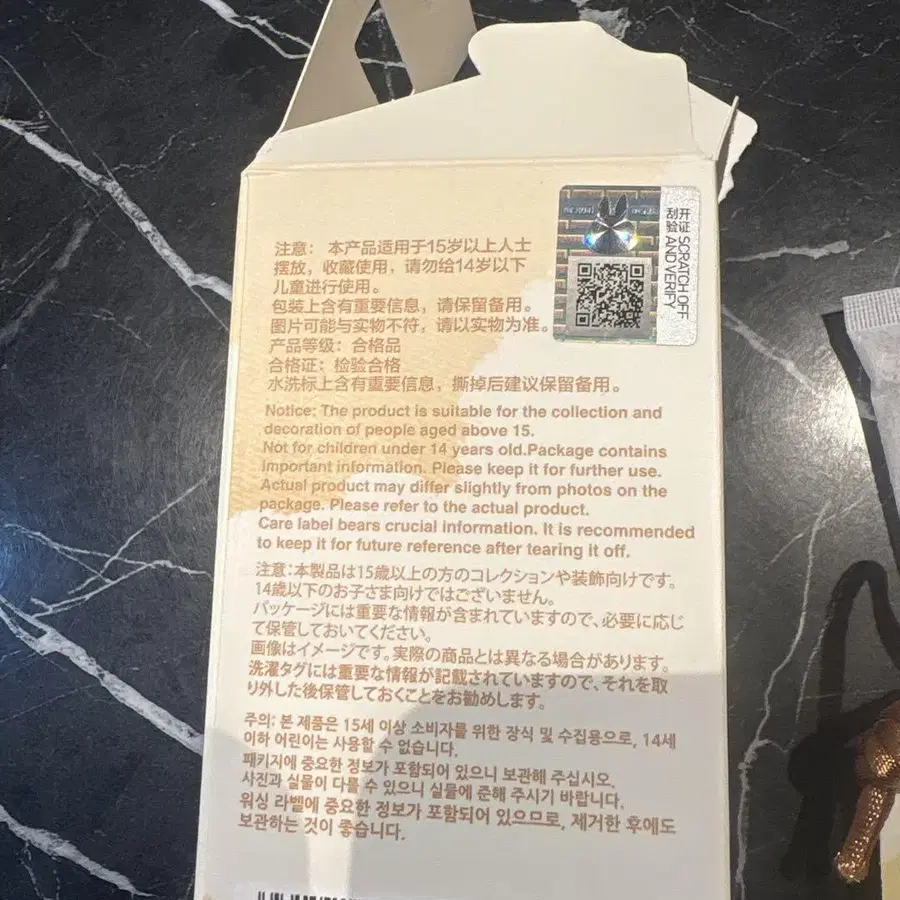 开证 SCRATCH OFF
刮验 AND VERIFY
注意： 本产品适用于15岁以上人士
摆放，收藏使用，请勿给14岁以下
儿童进行使用。
包装上含有重要信息，请保留备用。
图片可能与实物不符，请以实物为准。
产品等级：合格品
合格证：检验合格
水洗标上含有重要信息，撕掉后建议保留备用。
Notice: The product is suitable for the collection and
decoration of people aged above 15.
Not for children under 14 years old.Package contains
important information. Please keep it for further use.
Actual product may differ slightly from photos on the
package. Please refer to the actual product.
Care label bears crucial information. It is recommended
to keep it for future reference after tearing it off.
注意:本製品は15歳以上の方のコレクションや装飾向けです。
14歳以下のお子さま向けではございません。
パッケージには重要な情報が含まれていますので、必要に応じ
て保管しておいてください。
画像はイメージです。実際の商品とは異なる場合があります。
洗濯タグには重要な情報が記載されていますので、それを取
り外した後保管しておくことをお勧めします。
주의: 본 제품은 15세 이상 소비자를 위한 장식 및 수집용으로, 14세
이하 어린이는 사용할 수 없습니다.
패키지에 중요한 정보가 포함되어 있으니 보관해 주십시오.
사진과 실물이 다를 수 있으니 실물에 준해 주시기 바랍니다.
워싱 라벨에 중요한 정보가 포함되어 있으므로, 제거한 후에도
보관하는 것이 좋습니다.